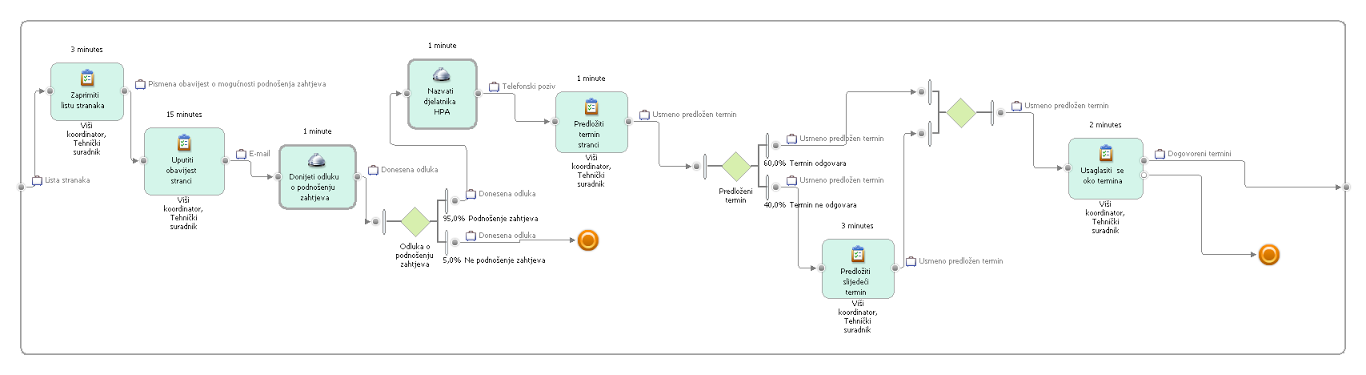 Lista stranaka
3 minutes
Zaprimiti
listu stranaka
Viši
koordinator,
Tehnički
suradnik
Pismena obavijest o mogućnosti podnošenja zahtjeva
15 minutes
Uputiti
obavijest
stranci
Viši
koordinator,
Tehnički
suradnik
E-mail
1 minute
Donijeti odluku
o podnošenju
zahtjeva
Donesena odluka
Odluka o
podnošenju
zahtjeva
Donesena odluka
95,0% Podnošenje zahtjeva
Donesena odluka
5,0% Ne podnošenje zahtjeva
1 minute
Nazvati
djelatnika
HPA
Telefonski poziv
1 minute
Predložiti
termin
stranci
Viši
koordinator,
Tehnički
suradnik
Usmeno predložen termin
Predloženi
termin
Usmeno predložen termin
60,0% Termin odgovara
Usmeno predložen termin
40,0% Termin ne odgovara
3 minutes
Predložiti
slijedeći
termin
Viši
koordinator,
Tehnički
suradnik
Usmeno predložen termin
Usmeno predložen termin
2 minutes
Usaglasiti se
oko termina
Viši
koordinator,
Tehnički
suradnik
Dogovoreni termini